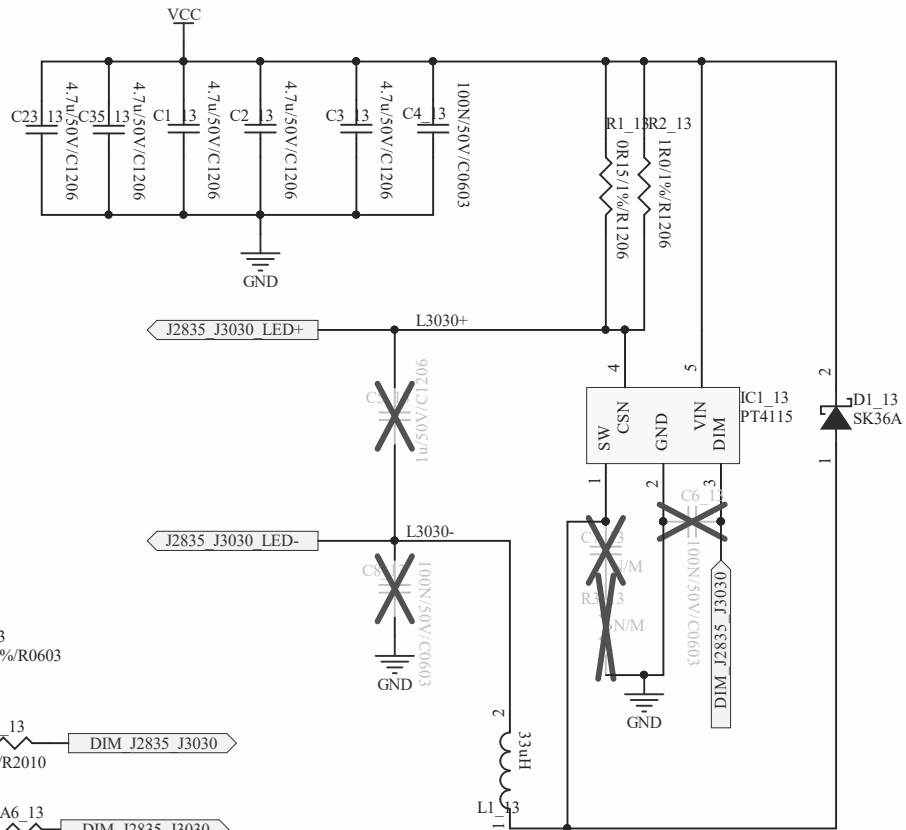 VCC
C23_13
4.7u/50V/C1206
C35_13
4.7u/50V/C1206
C1_13
4.7u/50V/C1206
C2_13
4.7u/50V/C1206
C3_13
4.7u/50V/C1206
C4_13
100N/50V/C0603
GND
R1_13
0R15/1%/R1206
R2_13
1R0/1%/R1206
J2835_J3030_LED+
L3030+
1u/50V/C1206
4
5
SW
CSN
GND
VIN
DIM
IC1_13
PT4115
1
2
3
2
D1_13
SK36A
1
J2835_J3030_LED-
L3030-
100N/50V/C0603
GND
N/M
N/M
C6_13
100N/50V/C0603
DIM_J2835_J3030
GND
3
%/R0603
_13
/R2010
DIM_J2835_J3030
2
33uH
L1_13
1
A6_13
DIM_J2835_J3030